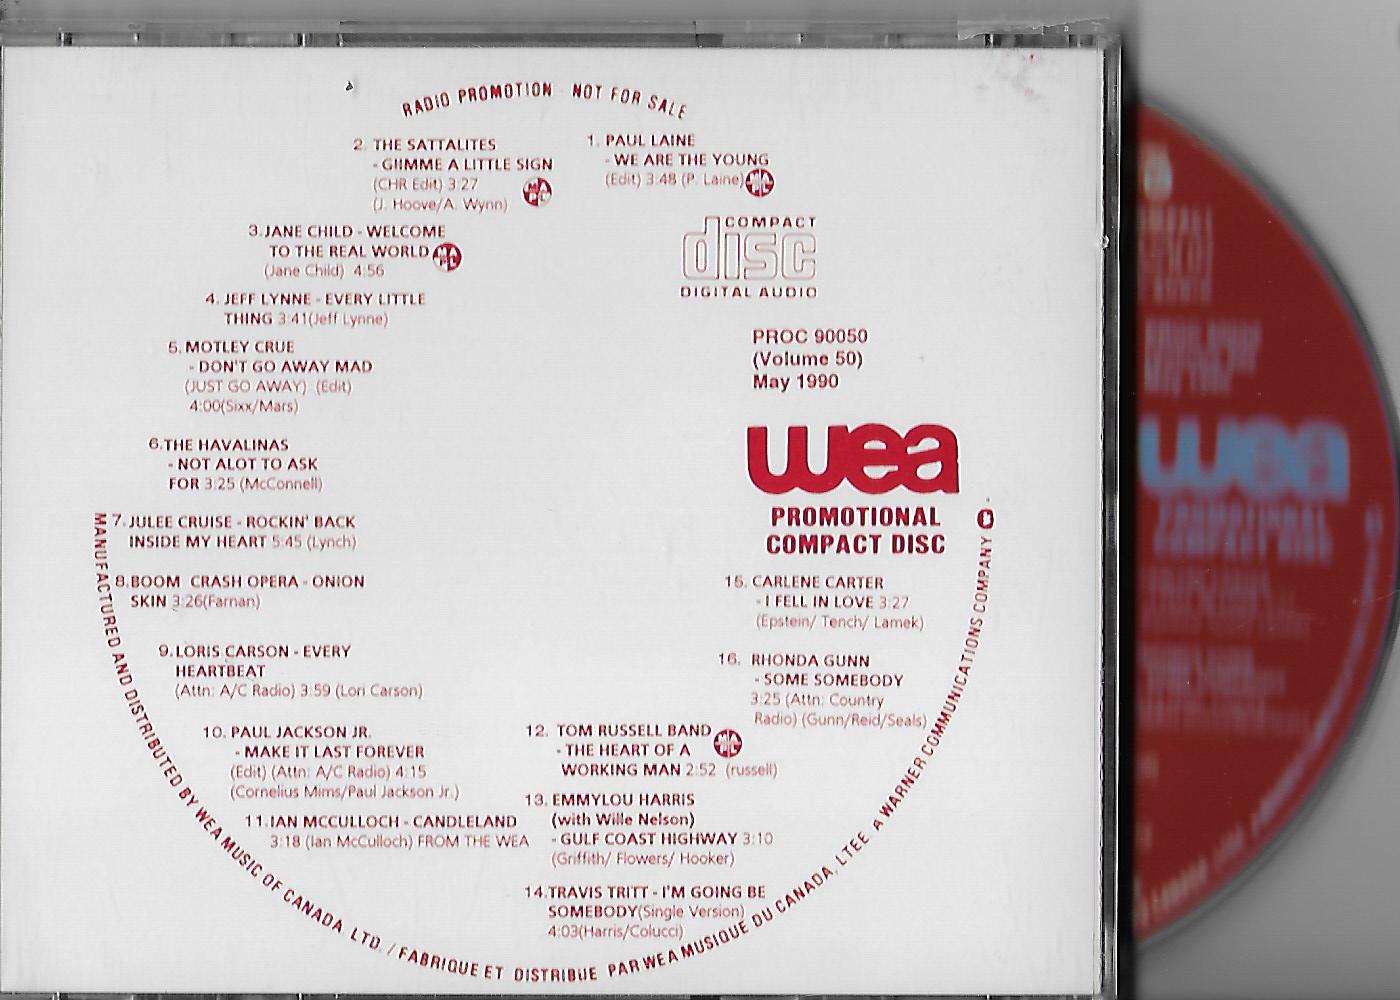 RADIO PROMOTION NOT FOR SALE
1. PAUL LAINE
- WE ARE THE YOUNG
(Edit) 3:48 (P. Laine)
MAPL
2. THE SATTALITES
- GIIMME A LITTLE SIGN
(CHR Edit) 3:27
(J. Hoove/A. Wynn)
MAPL
3. JANE CHILD - WELCOME
TO THE REAL WORLD
(Jane Child) 4:56
MAPL
4. JEFF LYNNE - EVERY LITTLE
THING 3:41(Jeff Lynne)
5. MOTLEY CRUE
- DON'T GO AWAY MAD
(JUST GO AWAY) (Edit)
4:00(Sixx/Mars)
6. THE HAVALINAS
- NOT ALOT TO ASK
FOR 3:25 (McConnell)
7. JULEE CRUISE - ROCKIN' BACK
INSIDE MY HEART 5:45 (Lynch)
8. BOOM CRASH OPERA - ONION
SKIN 3:26(Farnan)
9. LORIS CARSON - EVERY
HEARTBEAT
(Attn: A/C Radio) 3:59 (Lori Carson)
10. PAUL JACKSON JR.
- MAKE IT LAST FOREVER
(Edit) (Attn: A/C Radio) 4:15
(Cornelius Mims/Paul Jackson Jr.)
11. IAN MCCULLOCH - CANDLELAND
3:18 (Ian McCulloch) FROM THE WEA
12. TOM RUSSELL BAND
- THE HEART OF A
WORKING MAN 2:52 (russell)
MAPL
13. EMMYLOU HARRIS
(with Wille Nelson)
- GULF COAST HIGHWAY 3:10
(Griffith/ Flowers/ Hooker)
14. TRAVIS TRITT - I'M GOING BE
SOMEBODY(Single Version)
4:03(Harris/Colucci)
COMPACT
disc
DIGITAL AUDIO
PROC 90050
(Volume 50)
May 1990
wea
PROMOTIONAL
COMPACT DISC
15. CARLENE CARTER
- I FELL IN LOVE 3:27
(Epstein/ Tench/ Lamek)
16. RHONDA GUNN
- SOME SOMEBODY
3:25 (Attn: Country
Radio) (Gunn/Reid/Seals)
MANUFACTURED AND DISTRIBUTED BY WEA MUSIC OF CANADA LTD. / FABRIQUE ET DISTRIBUE PAR WEA MUSIQUE DU CANADA, LTEE. A WARNER COMMUNICATIONS COMPANY
wea